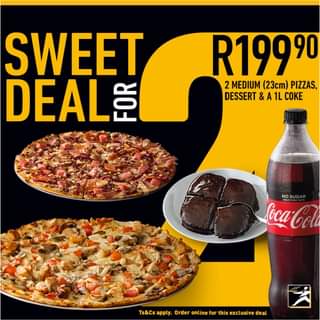 SWEET
DEAL FOR
2
R199⁹⁰
2 MEDIUM (23cm) PIZZAS,
DESSERT & A 1L COKE
NO SUGAR
Coca-Cola
Ts&Cs apply. Order online for this exclusive deal